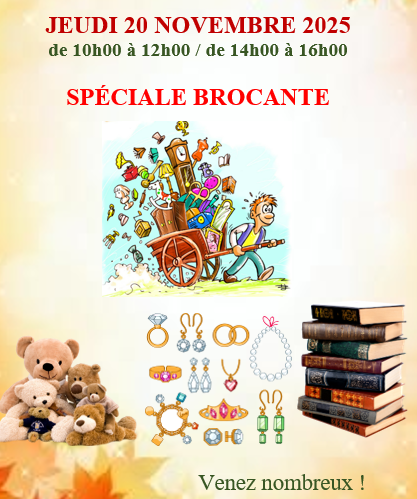 JEUDI 20 NOVEMBRE 2025
de 10h00 à 12h00 / de 14h00 à 16h00
SPÉCIALE BROCANTE
Venez nombreux !